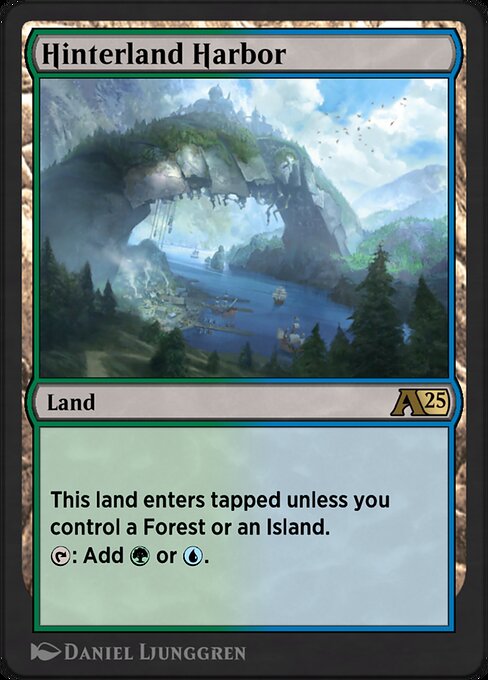 Hinterland Harbor
Land
A25
This land enters tapped unless you
control a Forest or an Island.
: Add or .
Daniel Ljunggren